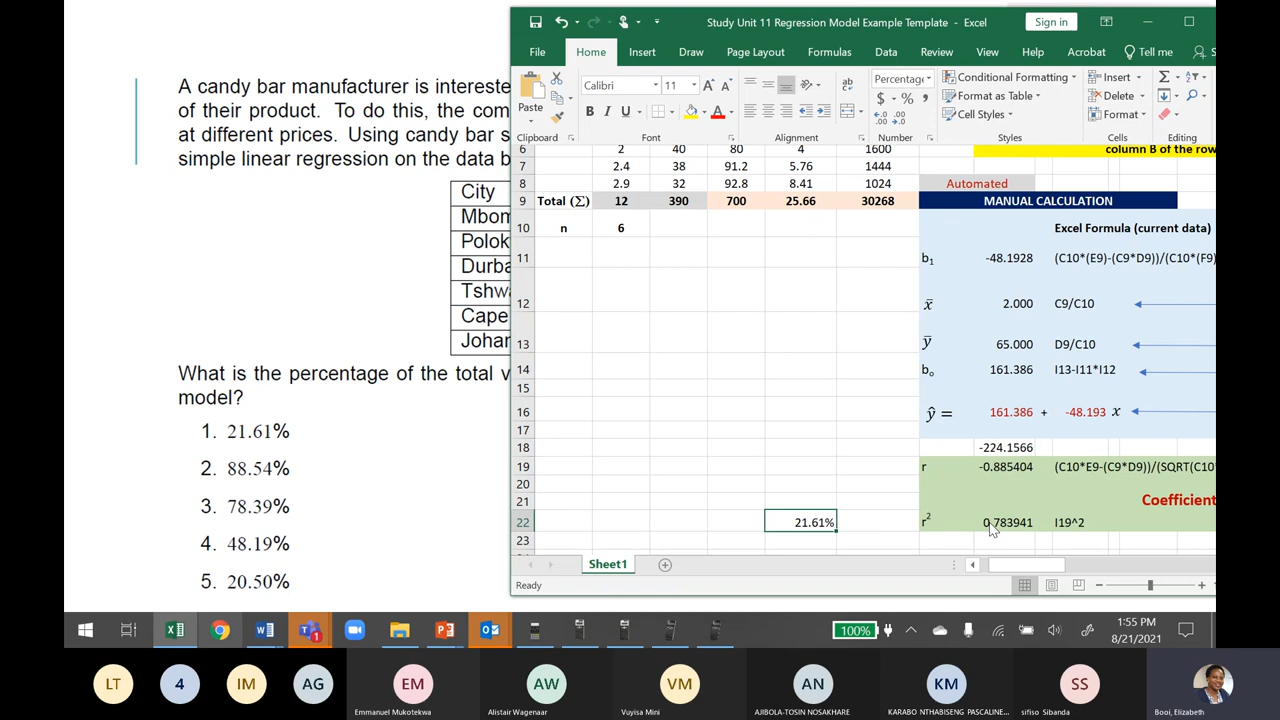 Study Unit 11 Regression Model Example Template - Excel
Sign in
File Home Insert Draw Page Layout Formulas Data Review View Help Acrobat Tell me
Paste
Calibri 11
Percentag
Conditional Formatting
Format as Table
Cell Styles
Insert
Delete
Format
Clipboard Font Alignment Number Styles Cells Editing
A candy bar manufacturer is intereste
of their product. To do this, the com
at different prices. Using candy bar s
simple linear regression on the data b
City
Mbom
Polok
Durba
Tshw
Cape
Johar
What is the percentage of the total v
model?
1. 21.61%
2. 88.54%
3. 78.39%
4. 48.19%
5. 20.50%
6 2 40 80 4 1600 column B of the row
7 2.4 38 91.2 5.76 1444
8 2.9 32 92.8 8.41 1024 Automated
9 Total (Σ) 12 390 700 25.66 30268 MANUAL CALCULATION
10 n 6 Excel Formula (current data)
11 b1 -48.1928 (C10*(E9)-(C9*D9))/(C10*(F9)
12 x̄ 2.000 C9/C10
13 ȳ 65.000 D9/C10
14 bo 161.386 I13-I11*I12
15
16 ŷ = 161.386 + -48.193 x
17
18 -224.1566
19 r -0.885404 (C10*E9-(C9*D9))/(SQRT(C10
20
21 Coefficien
22 21.61% r2 0.783941 I19^2
23
Sheet1
Ready
100%
1:55 PM
8/21/2021
LT 4 IM AG EM AW VM AN KM SS
Emmanuel Mukotekwa Alistair Wagenaar Vuyisa Mini AJIBOLA-TOSIN NOSAKHARE KARABO NTHABISENG PASCALINE... sifiso Sibanda Booi, Elizabeth